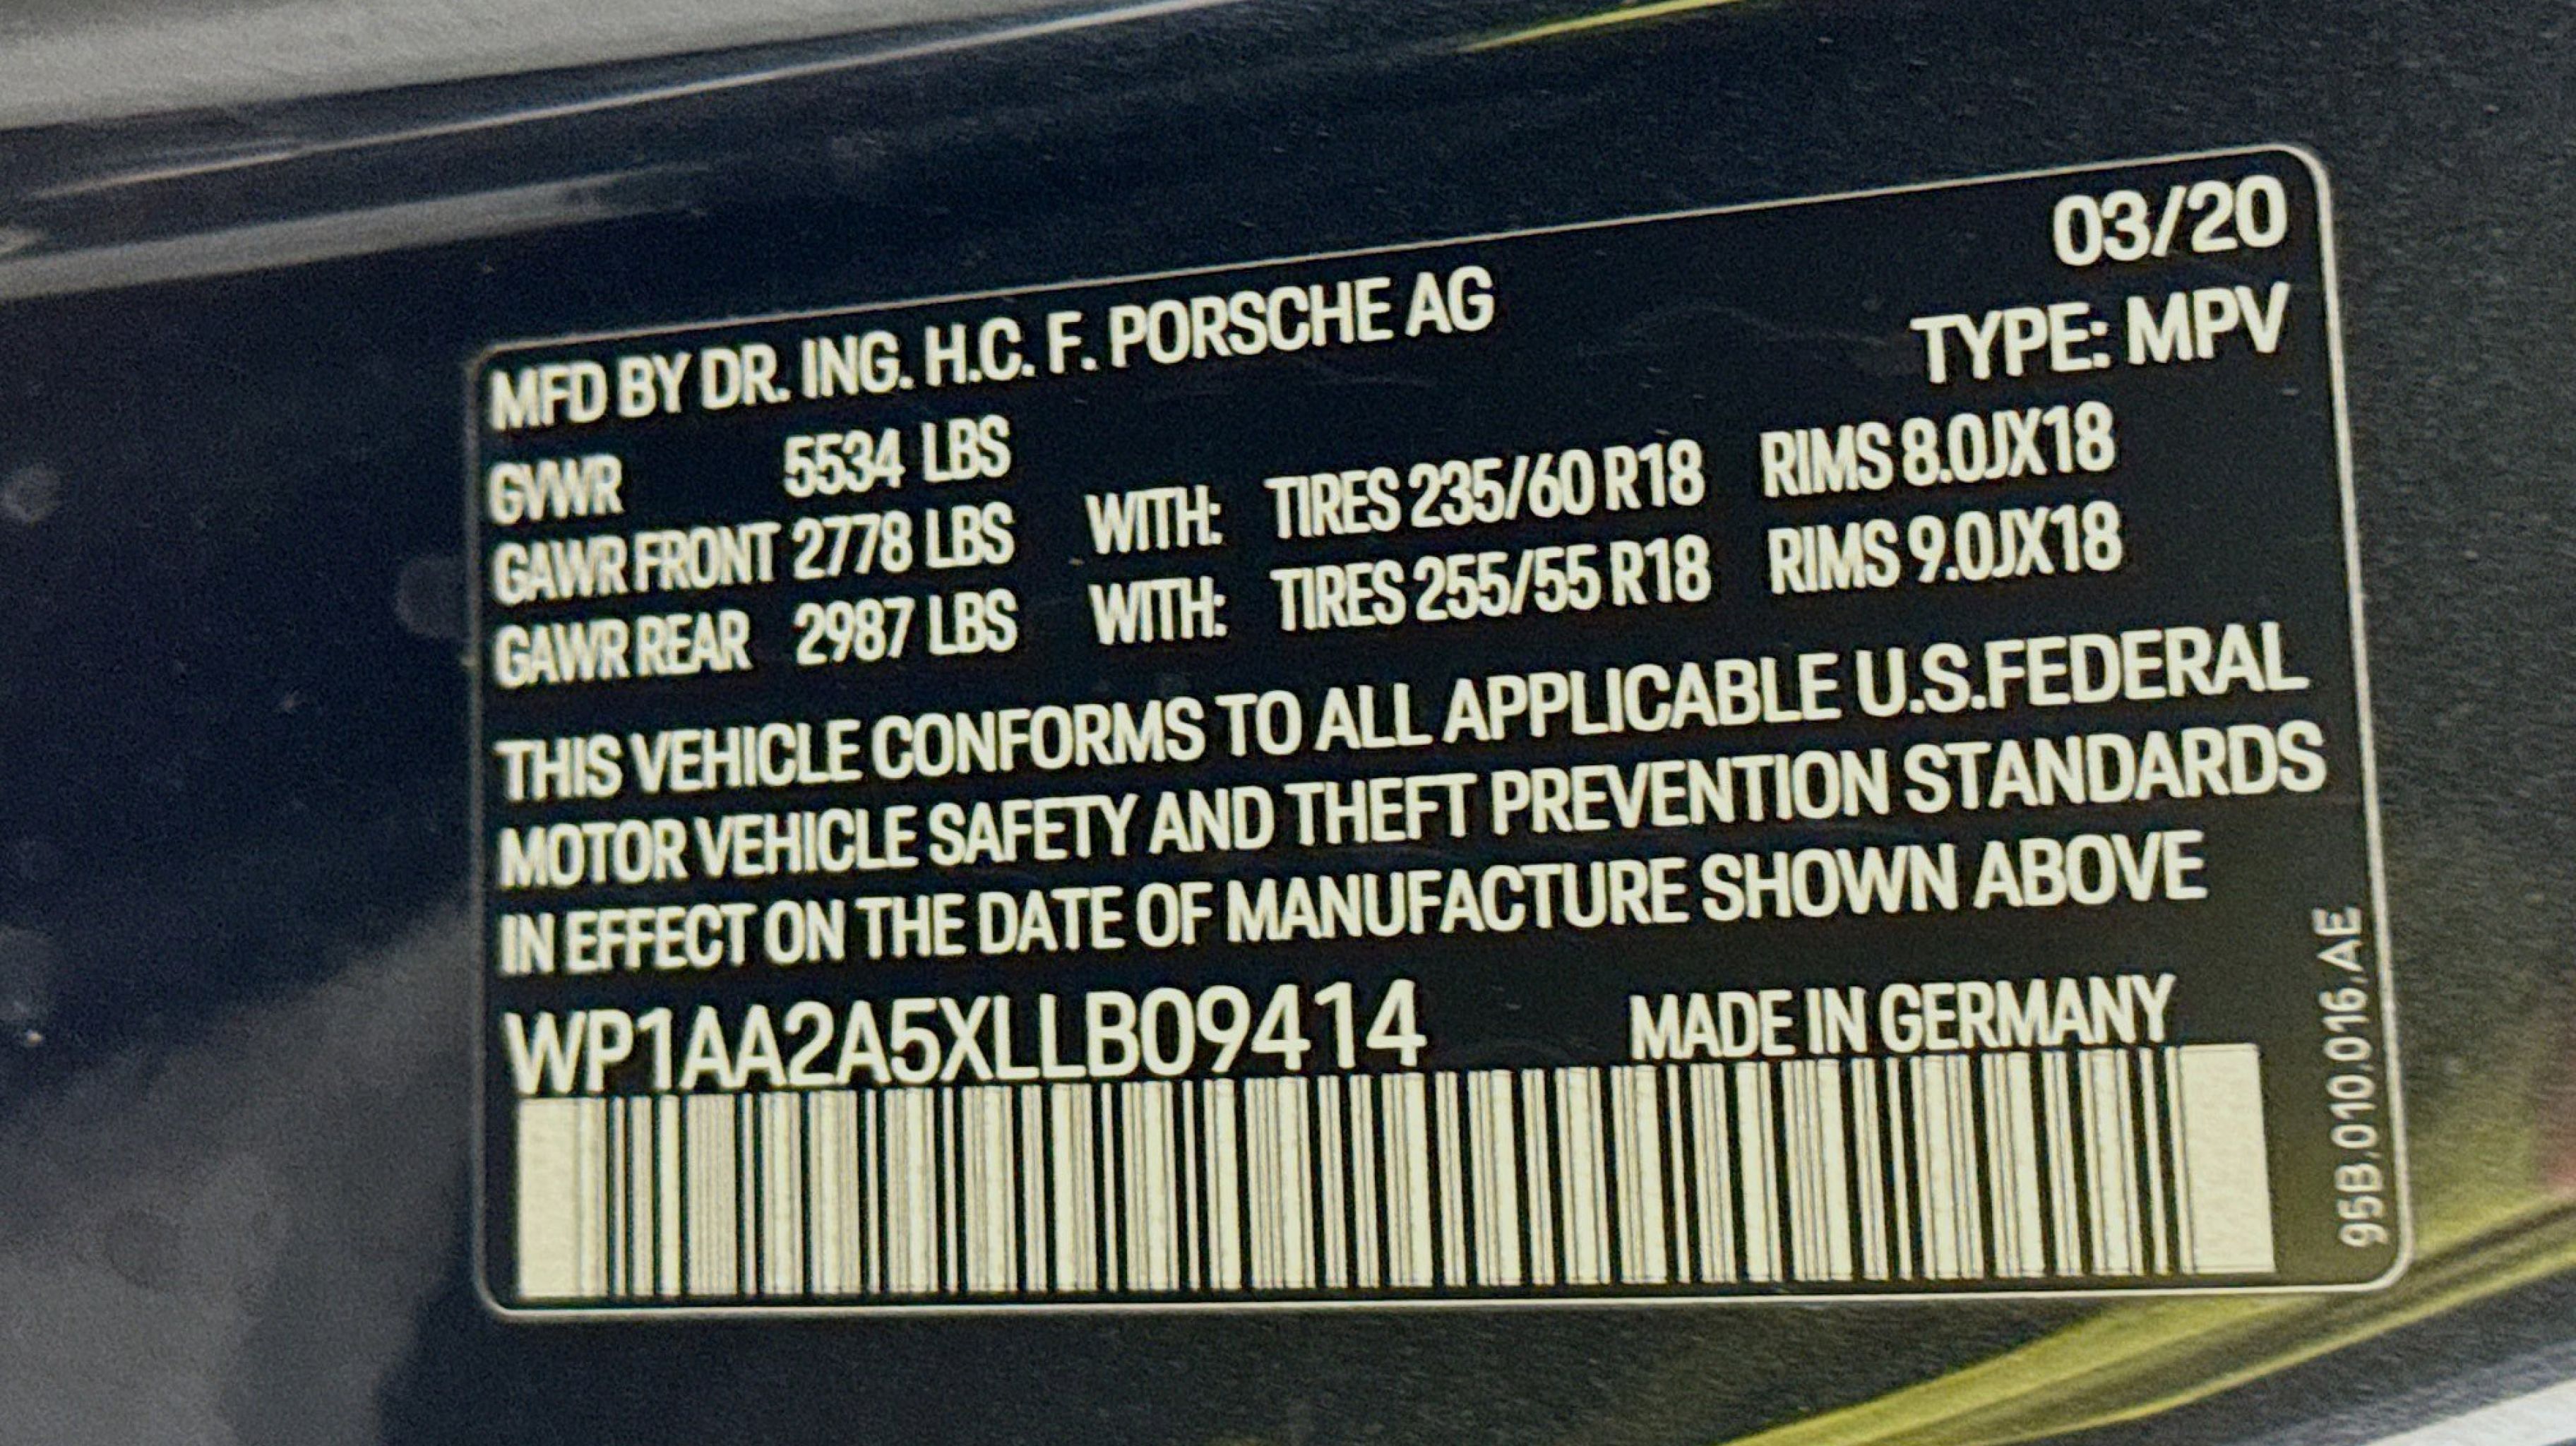 03/20
MFD BY DR. ING. H.C. F. PORSCHE AG
TYPE: MPV
GVWR 5534 LBS
GAWR FRONT 2778 LBS WITH: TIRES 235/60 R18 RIMS 8.0JX18
GAWR REAR 2987 LBS WITH: TIRES 255/55 R18 RIMS 9.0JX18
THIS VEHICLE CONFORMS TO ALL APPLICABLE U.S.FEDERAL
MOTOR VEHICLE SAFETY AND THEFT PREVENTION STANDARDS
IN EFFECT ON THE DATE OF MANUFACTURE SHOWN ABOVE
WP1AA2A5XLLB09414 MADE IN GERMANY
95B.010.016.AE